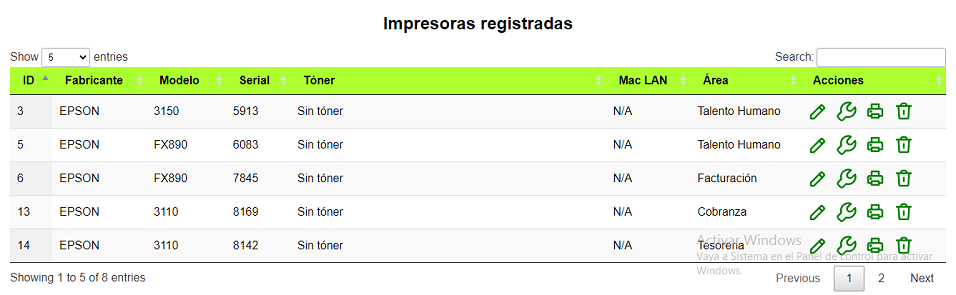 Impresoras registradas
Show 5 entries Search:
ID Fabricante Modelo Serial Tóner Mac LAN Área Acciones
3 EPSON 3150 5913 Sin tóner N/A Talento Humano
5 EPSON FX890 6083 Sin tóner N/A Talento Humano
6 EPSON FX890 7845 Sin tóner N/A Facturación
13 EPSON 3110 8169 Sin tóner N/A Cobranza
14 EPSON 3110 8142 Sin tóner N/A Tesoreria
Activar Windows
Vaya a Sistema en el Panel de control para activar
Windows.
Showing 1 to 5 of 8 entries Previous 1 2 Next